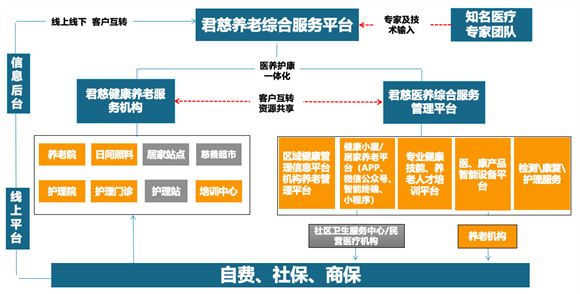 线上线下 客户互转
君慈养老综合服务平台
专家及技
术输入
知名医疗
专家团队
信息后台
医养护康
一体化
君慈健康养老服
务机构
客户互转
资源共享
君慈医养综合服务
管理平台
养老院
日间照料
居家站点
慈善超市
护理院
护理门诊
护理站
培训中心
区域健康管
理信息平台
机构养老管
理平台
健康小屋/
居家养老平
台（APP、
微信公众号、
智能终端、
小程序）
专业健康
技能、养
老人才培
训平台
医、康产品
智能设备平
台
检测\康复\
护理服务
线上平台
社区卫生服务中心/民
营医疗机构
养老机构
自费、社保、商保